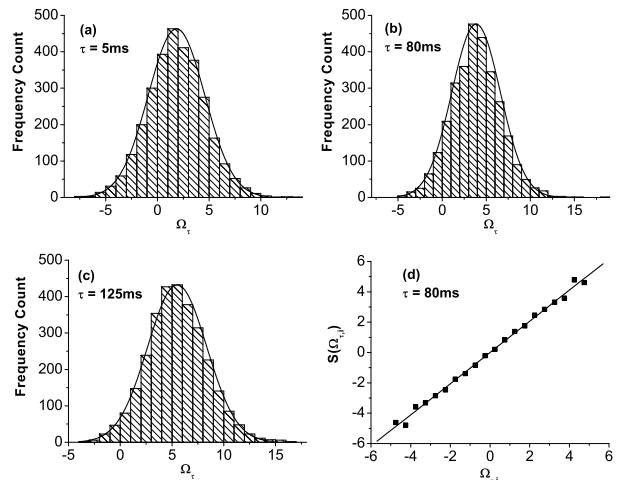 500
400
300
200
100
0
Frequency Count
(a)
τ = 5ms
-5
0
5
10
Ω_τ
500
400
300
200
100
0
Frequency Count
(b)
τ = 80ms
-5
0
5
10
15
Ω_τ
500
400
300
200
100
0
Frequency Count
(c)
τ = 125ms
-5
0
5
10
15
Ω_τ
6
4
2
0
-2
-4
-6
S(Ω_τ,i)
(d)
τ = 80ms
-6
-4
-2
0
2
4
6
Ω